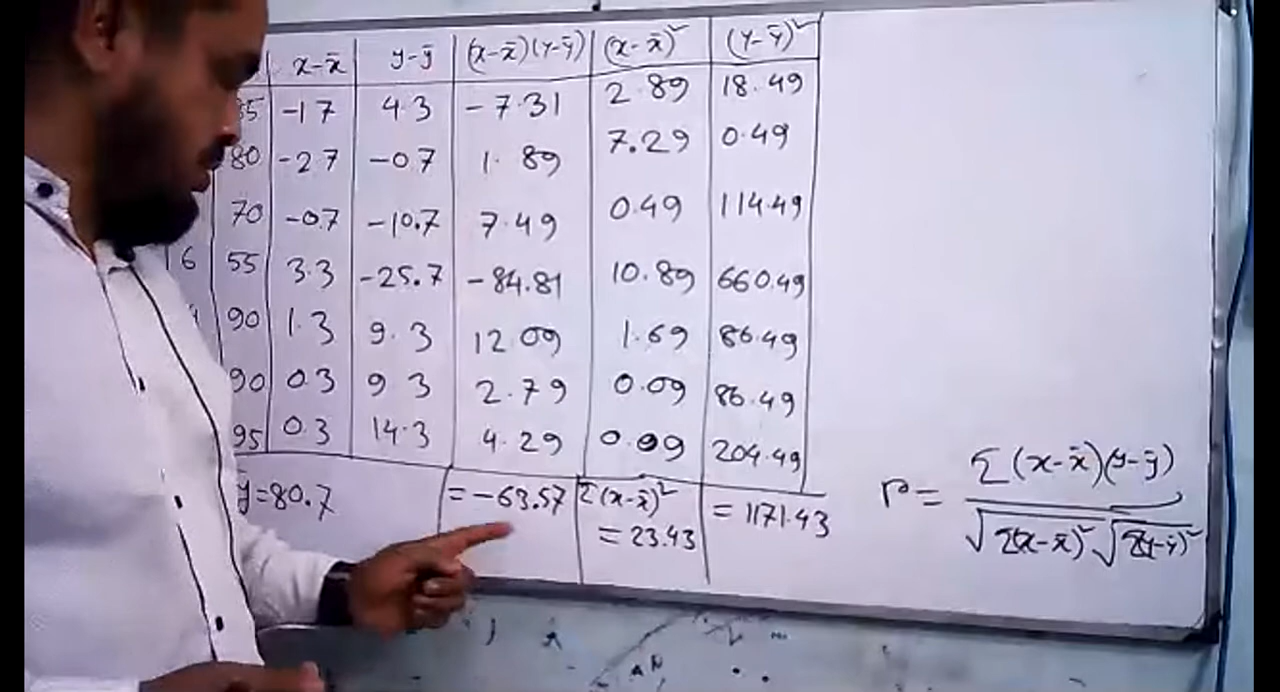 x-x̄ y-ȳ (x-x̄)(y-ȳ) (x-x̄)² (y-ȳ)²
85 -1.7 4.3 -7.31 2.89 18.49
80 -2.7 -0.7 1.89 7.29 0.49
70 -0.7 -10.7 7.49 0.49 114.49
6 55 3.3 -25.7 -84.81 10.89 660.49
90 1.3 9.3 12.09 1.69 86.49
90 0.3 9.3 2.79 0.09 86.49
95 0.3 14.3 4.29 0.09 204.49
ȳ=80.7 = -63.57 Σ(x-x̄)² = 1171.43
= 23.43
r = Σ(x-x̄)(y-ȳ)
√Σ(x-x̄)² √Σ(y-ȳ)²